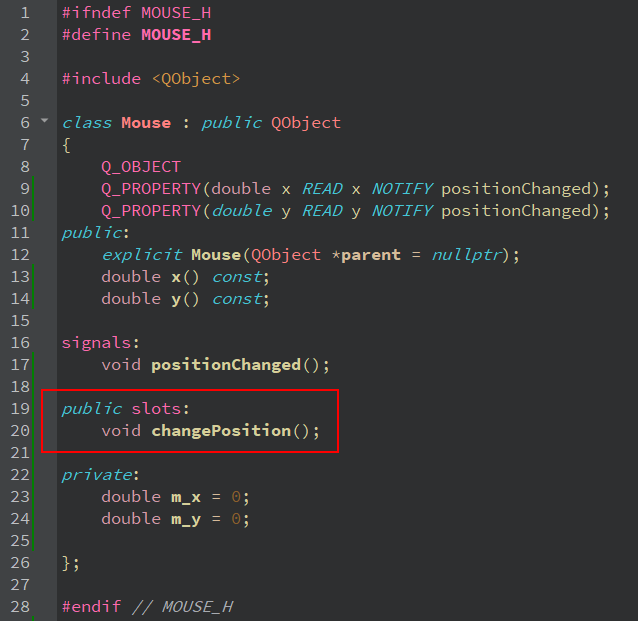 1 #ifndef MOUSE_H
2 #define MOUSE_H
3
4 #include <QObject>
5
6 class Mouse : public QObject
7 {
8     Q_OBJECT
9     Q_PROPERTY(double x READ x NOTIFY positionChanged);
10     Q_PROPERTY(double y READ y NOTIFY positionChanged);
11 public:
12     explicit Mouse(QObject *parent = nullptr);
13     double x() const;
14     double y() const;
15
16 signals:
17     void positionChanged();
18
19 public slots:
20     void changePosition();
21
22 private:
23     double m_x = 0;
24     double m_y = 0;
25
26 };
27
28 #endif // MOUSE_H